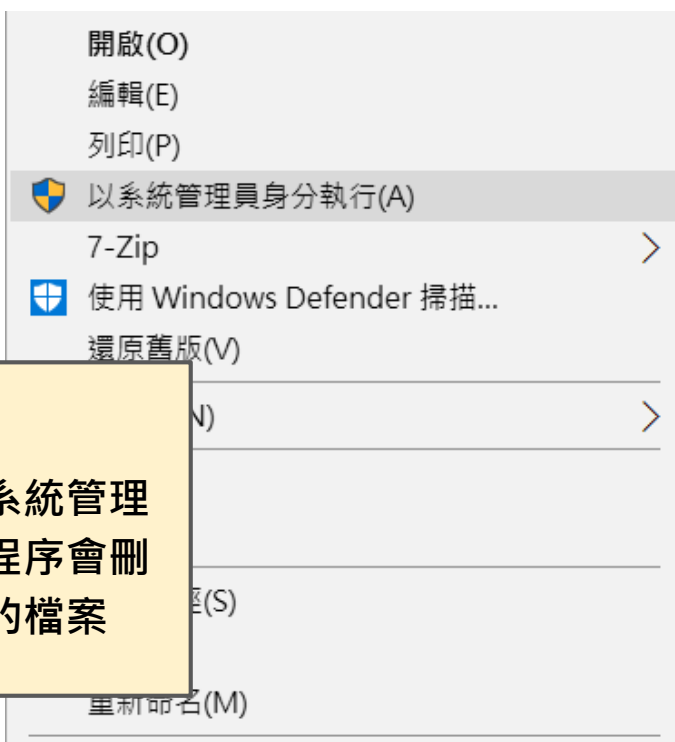 開啟(O)
編輯(E)
列印(P)
以系統管理員身分執行(A)
7-Zip
使用 Windows Defender 掃描...
還原舊版(V)
N)
系統管理
程序會刪
的檔案
(S)
重新命名(M)